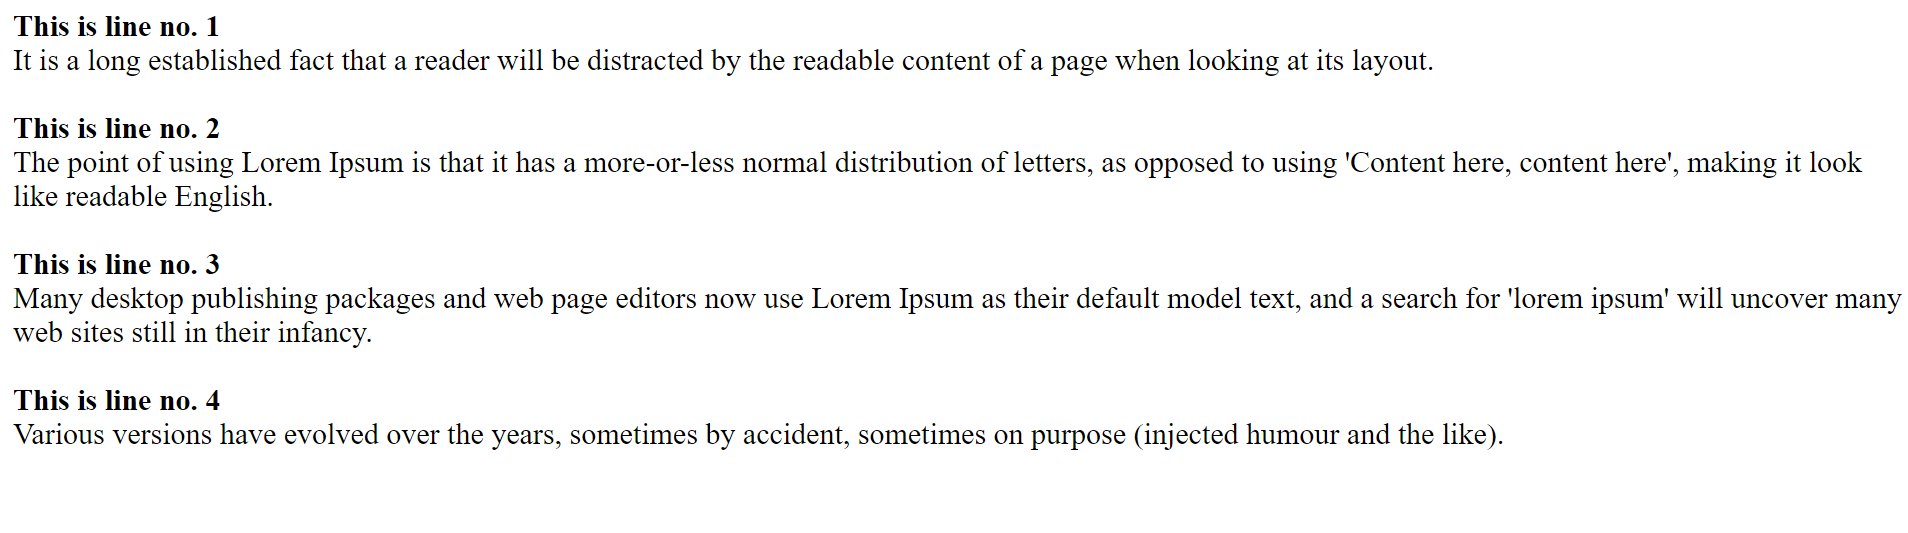 This is line no. 1
It is a long established fact that a reader will be distracted by the readable content of a page when looking at its layout.
This is line no. 2
The point of using Lorem Ipsum is that it has a more-or-less normal distribution of letters, as opposed to using 'Content here, content here', making it look
like readable English.
This is line no. 3
Many desktop publishing packages and web page editors now use Lorem Ipsum as their default model text, and a search for 'lorem ipsum' will uncover many
web sites still in their infancy.
This is line no. 4
Various versions have evolved over the years, sometimes by accident, sometimes on purpose (injected humour and the like).